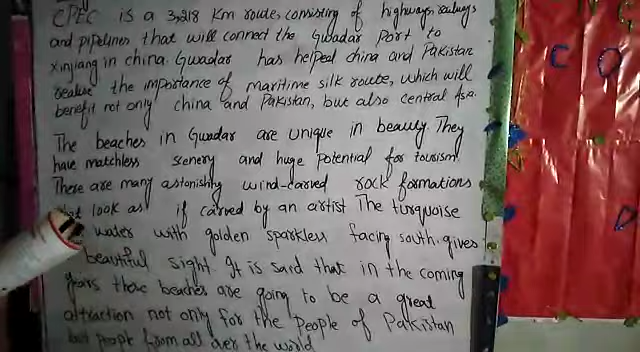 CPEC is a 3,218 Km route, consisting of highways, railways
and pipelines that will connect the Gwadar Port to
xinjiang in china. Gwadar has helped china and Pakistan
realise the importance of maritime silk route, which will
benefit not only china and Pakistan, but also central Asia.
The beaches in Gwadar are unique in beauty. They
have matchless scenery and huge potential for tourism.
There are many astonishing wind-carved rock formations
that look as if carved by an artist The turquoise
water with golden sparkless facing south. gives
beautiful sight. It is said that in the coming
years these beaches are going to be a great
attraction not only for the people of Pakistan
but people from all over the world
C O